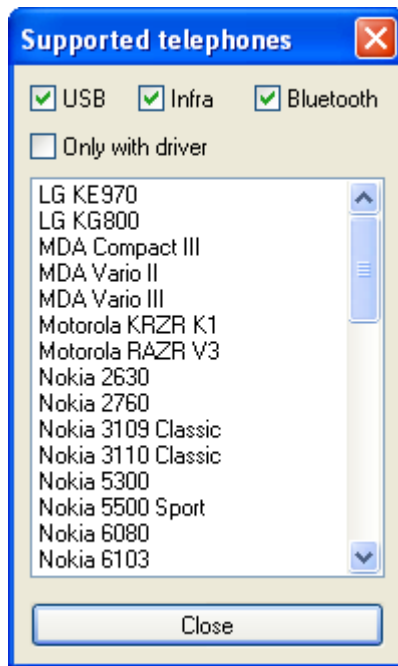 Supported telephones
USB Infra Bluetooth
Only with driver
LG KE970
LG KG800
MDA Compact III
MDA Vario II
MDA Vario III
Motorola KRZR K1
Motorola RAZR V3
Nokia 2630
Nokia 2760
Nokia 3109 Classic
Nokia 3110 Classic
Nokia 5300
Nokia 5500 Sport
Nokia 6080
Nokia 6103
Close